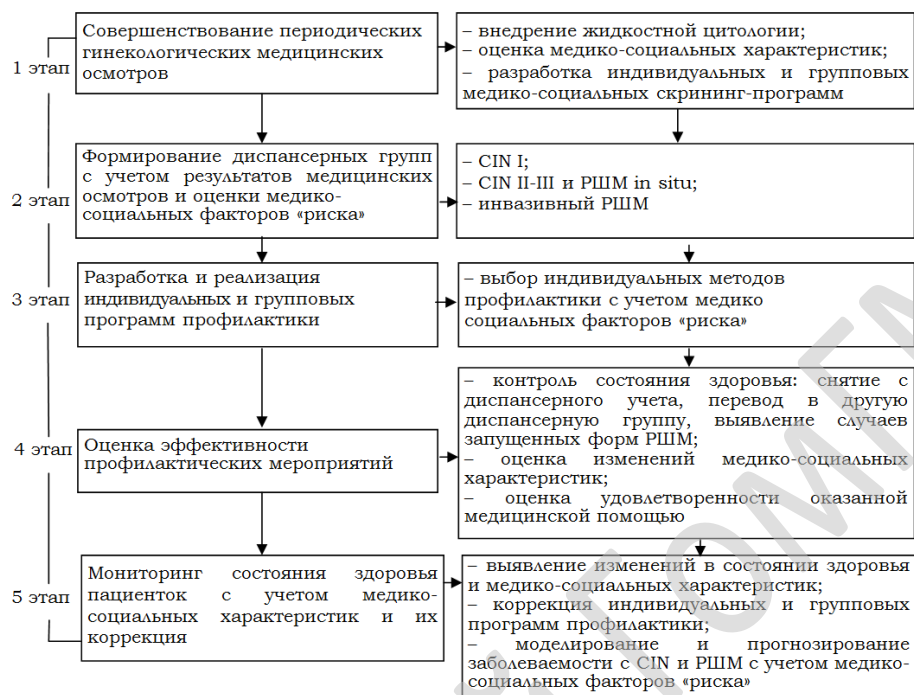 1 этап
Совершенствование периодических
гинекологических медицинских
осмотров
– внедрение жидкостной цитологии;
– оценка медико-социальных характеристик;
– разработка индивидуальных и групповых
медико-социальных скрининг-программ
2 этап
Формирование диспансерных групп
с учетом результатов медицинских
осмотров и оценки медико-
социальных факторов «риска»
– CIN I;
– CIN II-III и РШМ in situ;
– инвазивный РШМ
3 этап
Разработка и реализация
индивидуальных и групповых
программ профилактики
– выбор индивидуальных методов
профилактики с учетом медико
социальных факторов «риска»
4 этап
Оценка эффективности
профилактических мероприятий
– контроль состояния здоровья: снятие с
диспансерного учета, перевод в другую
диспансерную группу, выявление случаев
запущенных форм РШМ;
– оценка изменений медико-социальных
характеристик;
– оценка удовлетворенности оказанной
медицинской помощью
5 этап
Мониторинг состояния здоровья
пациенток с учетом медико-
социальных характеристик и их
коррекция
– выявление изменений в состоянии здоровья
и медико-социальных характеристик;
– коррекция индивидуальных и групповых
программ профилактики;
– моделирование и прогнозирование
заболеваемости с CIN и РШМ с учетом медико-
социальных факторов «риска»